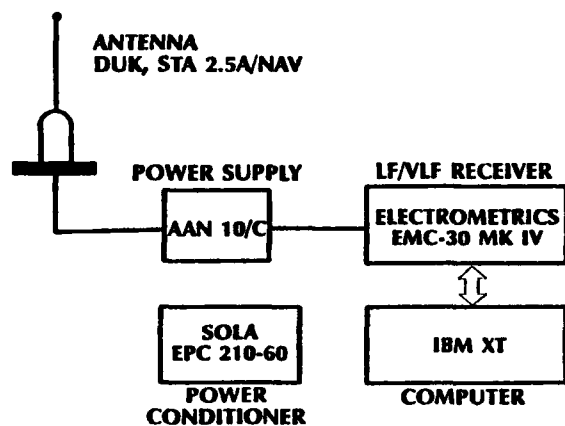 ANTENNA
DUK, STA 2.5A/NAV
POWER SUPPLY
AAN 10/C
LF/VLF RECEIVER
ELECTROMETRICS
EMC-30 MK IV
SOLA
EPC 210-60
POWER
CONDITIONER
IBM XT
COMPUTER